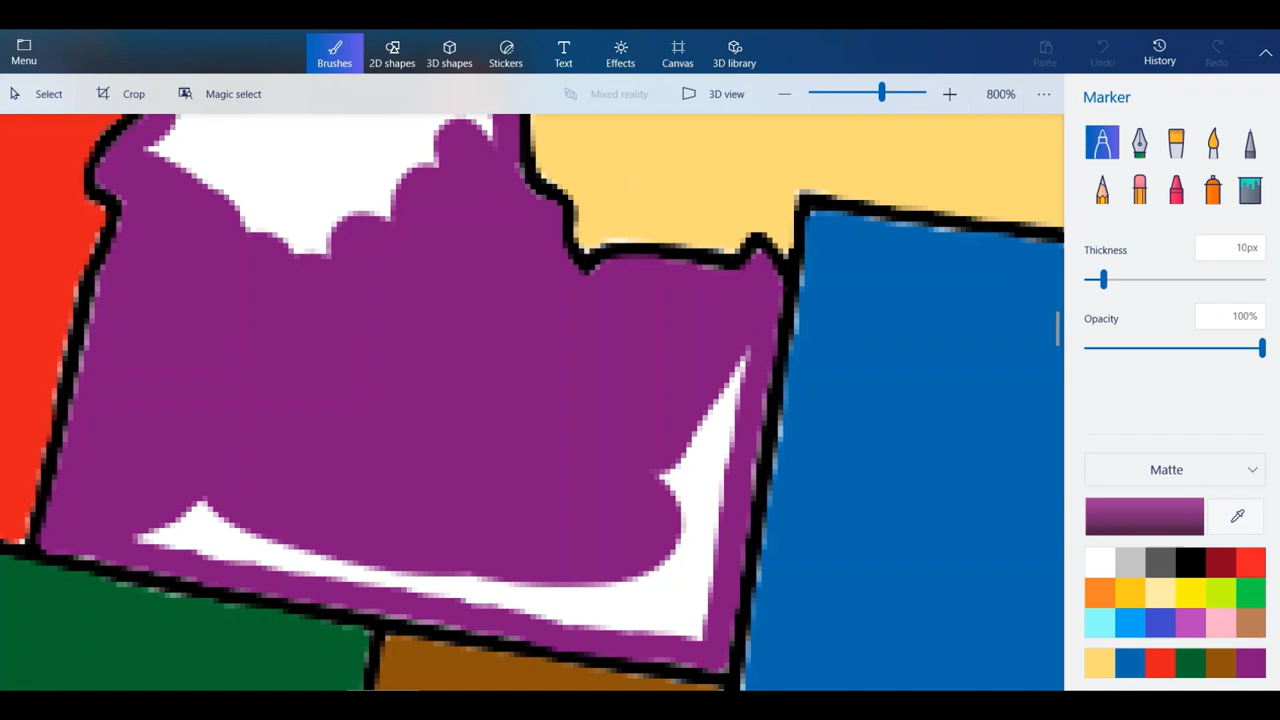 Menu
Brushes 2D shapes 3D shapes Stickers Text Effects Canvas 3D library Paste Undo History Redo
Select Crop Magic select Mixed reality 3D view 800%
Marker
Thickness 10px
Opacity 100%
Matte